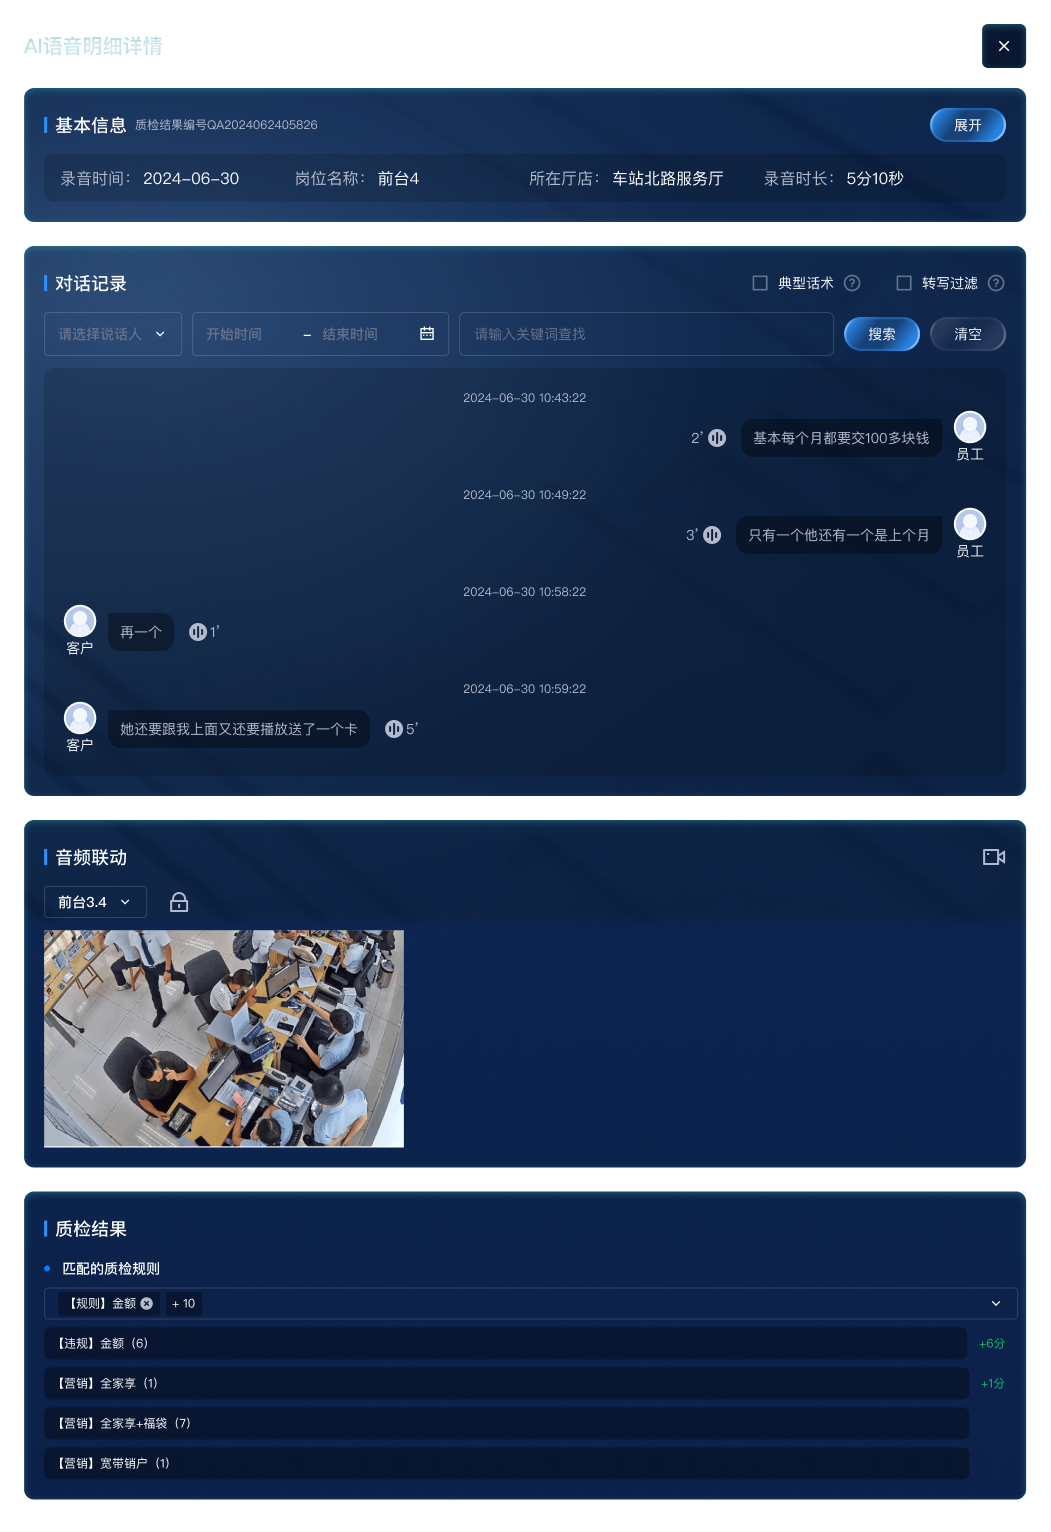 AI语音明细详情
基本信息 质检结果编号QA2024062405826
展开
录音时间： 2024-06-30 岗位名称： 前台4 所在厅店： 车站北路服务厅 录音时长： 5分10秒
对话记录
典型话术 ? 转写过滤 ?
请选择说话人 开始时间 – 结束时间 请输入关键词查找 搜索 清空
2024-06-30 10:43:22
2’ 基本每个月都要交100多块钱
员工
2024-06-30 10:49:22
3’ 只有一个他还有一个是上个月
员工
2024-06-30 10:58:22
再一个 1’
客户
2024-06-30 10:59:22
她还要跟我上面又还要播放送了一个卡 5’
客户
音频联动
前台3.4
质检结果
匹配的质检规则
【规则】金额 + 10
【违规】金额（6） +6分
【营销】全家享（1） +1分
【营销】全家享+福袋（7）
【营销】宽带销户（1）